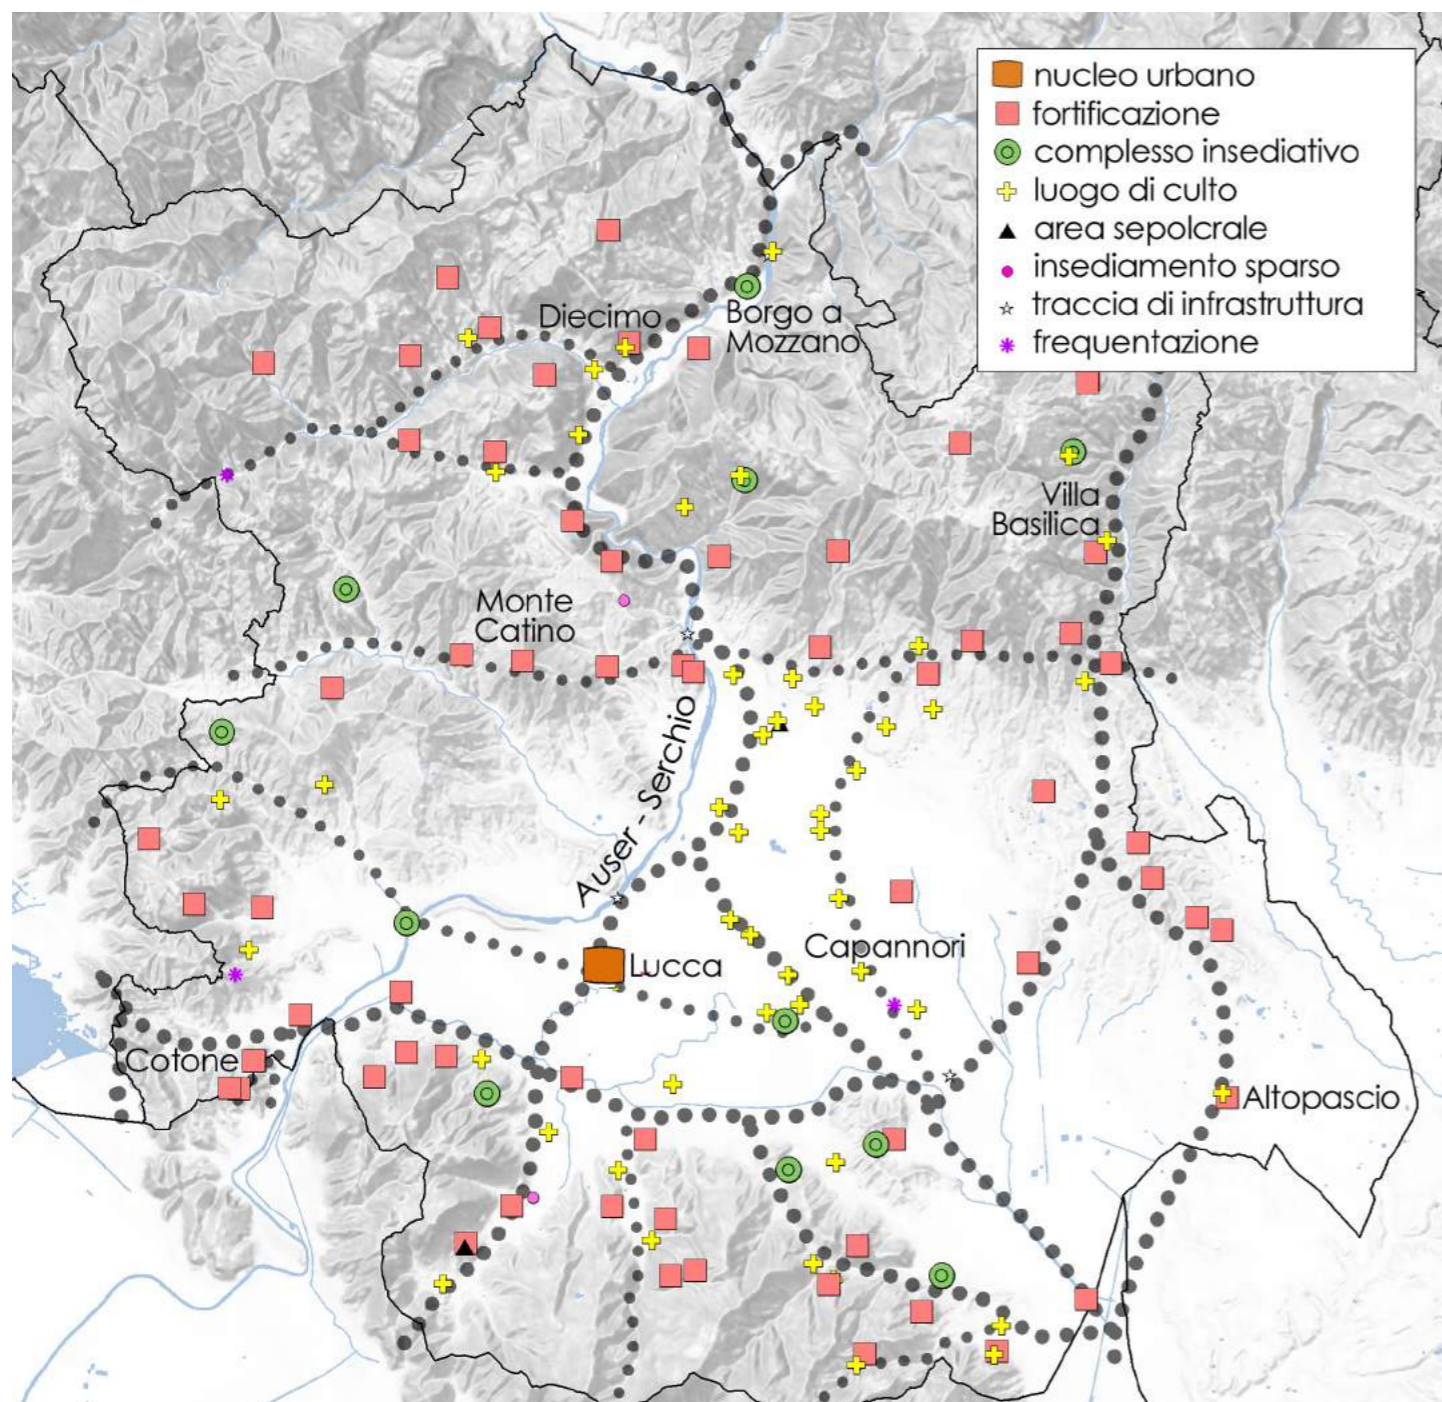 nucleo urbano
fortificazione
complesso insediativo
luogo di culto
area sepolcrale
insediamento sparso
traccia di infrastruttura
frequentazione
Diecimo
Borgo a
Mozzano
Villa
Basilica
Monte
Catino
Auser - Serchio
Capannori
Lucca
Cotone
Altopascio